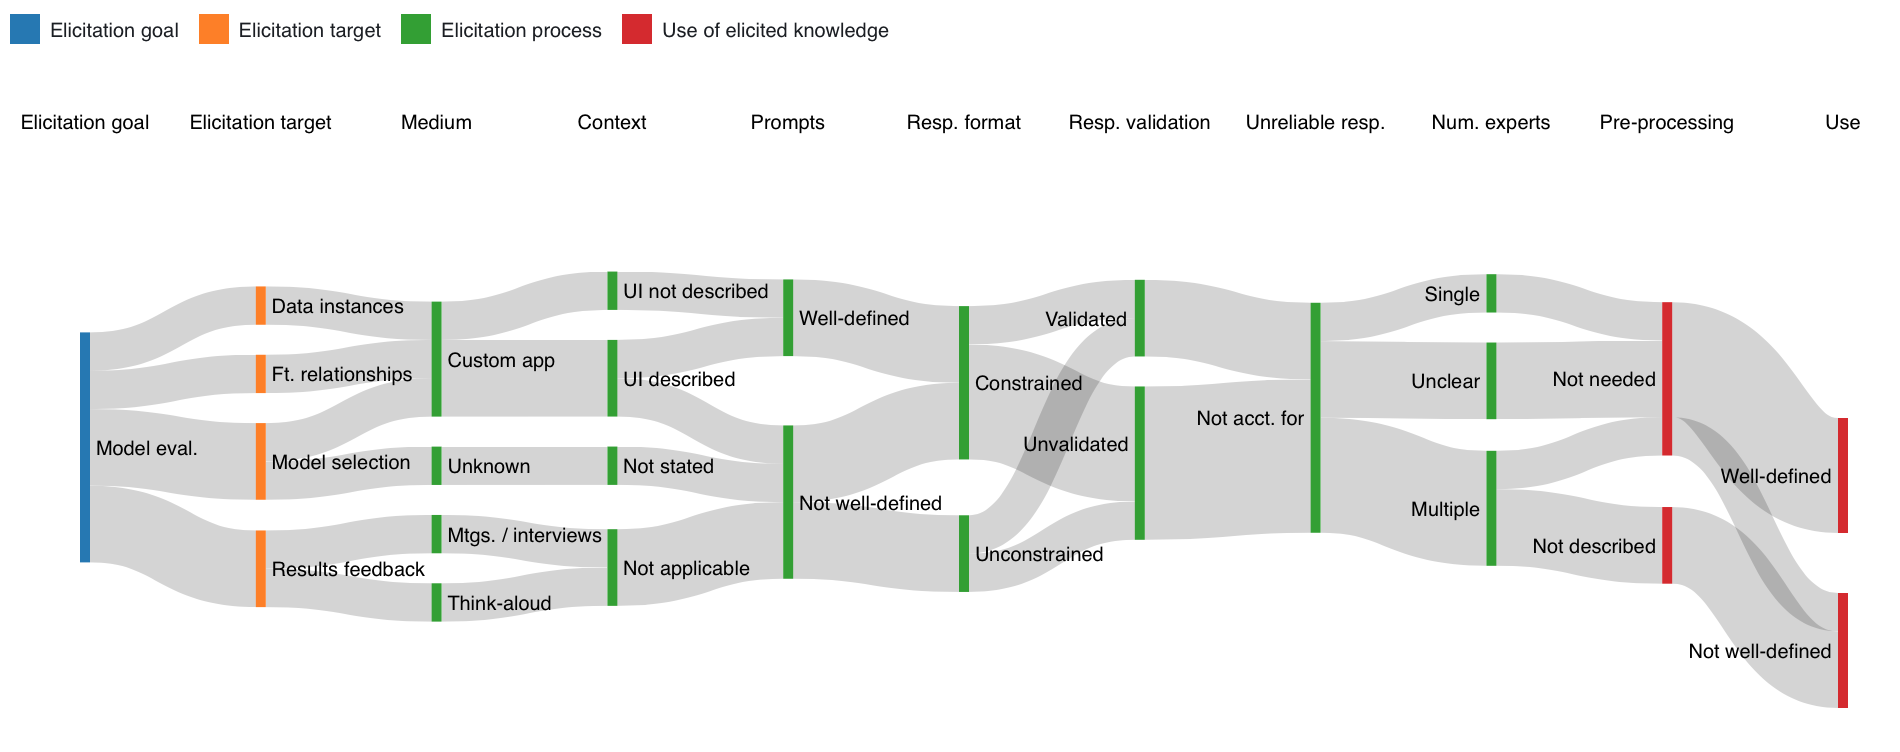 Elicitation goal
Elicitation target
Elicitation process
Use of elicited knowledge
Elicitation goal
Elicitation target
Medium
Context
Prompts
Resp. format
Resp. validation
Unreliable resp.
Num. experts
Pre-processing
Use
Model eval.
Data instances
Ft. relationships
Model selection
Results feedback
Custom app
Unknown
Mtgs. / interviews
Think-aloud
UI not described
UI described
Not stated
Not applicable
Well-defined
Not well-defined
Constrained
Unconstrained
Validated
Unvalidated
Not acct. for
Single
Unclear
Multiple
Not needed
Not described
Well-defined
Not well-defined